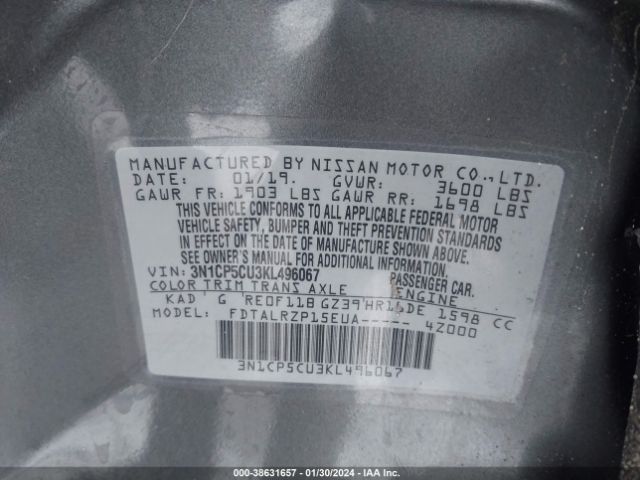 MANUFACTURED BY NISSAN MOTOR CO.,LTD.
DATE: 01/19. GVWR: 3600 LBS
GAWR FR: 1903 LBS GAWR RR: 1698 LBS
THIS VEHICLE CONFORMS TO ALL APPLICABLE FEDERAL MOTOR
VEHICLE SAFETY, BUMPER AND THEFT PREVENTION STANDARDS
IN EFFECT ON THE DATE OF MANUFACTURE SHOWN ABOVE.
SEE OWNER'S MANUAL FOR ADDITIONAL INFORMATION
VIN: 3N1CP5CU3KL496067 PASSENGER CAR.
COLOR TRIM TRANS AXLE ENGINE
KAD G RE0F11B GZ39 HR16DE 1598 CC
MODEL: FDTALRZP15EUA----- 4Z000
3N1CP5CU3KL496067
000-38631657 - 01/30/2024 - IAA Inc.